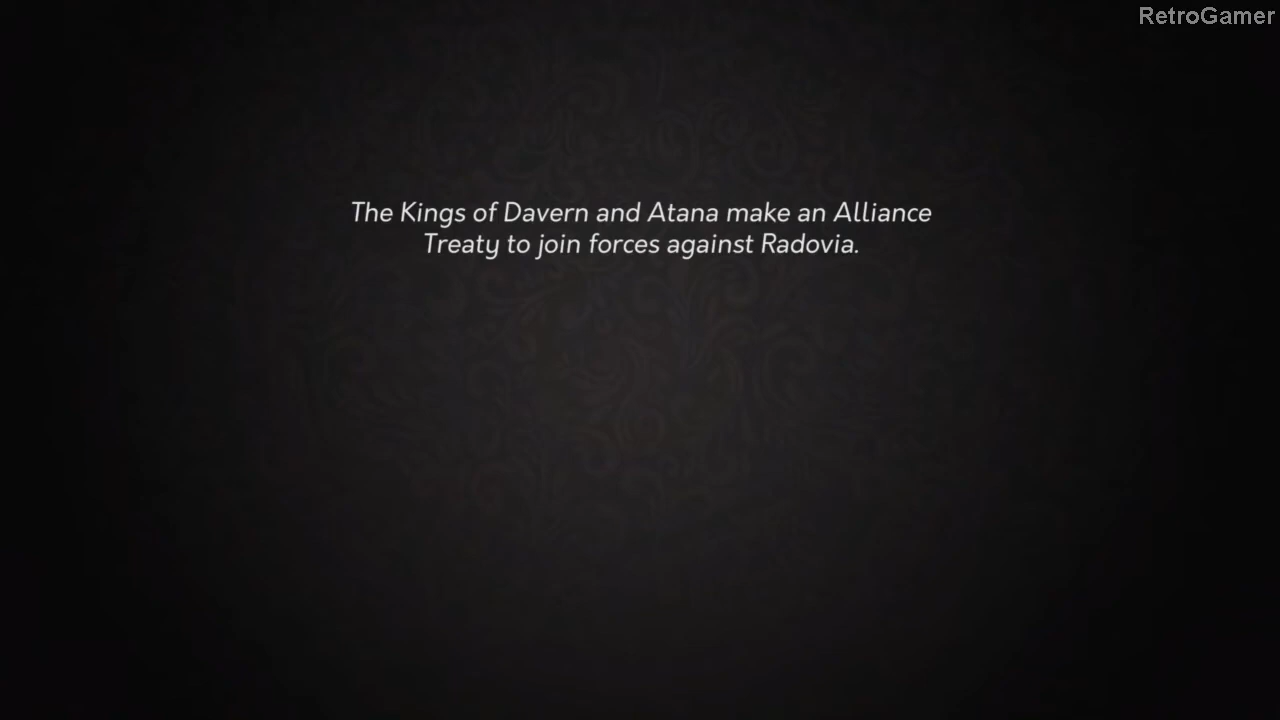 RetroGamer
The Kings of Davern and Atana make an Alliance
Treaty to join forces against Radovia.